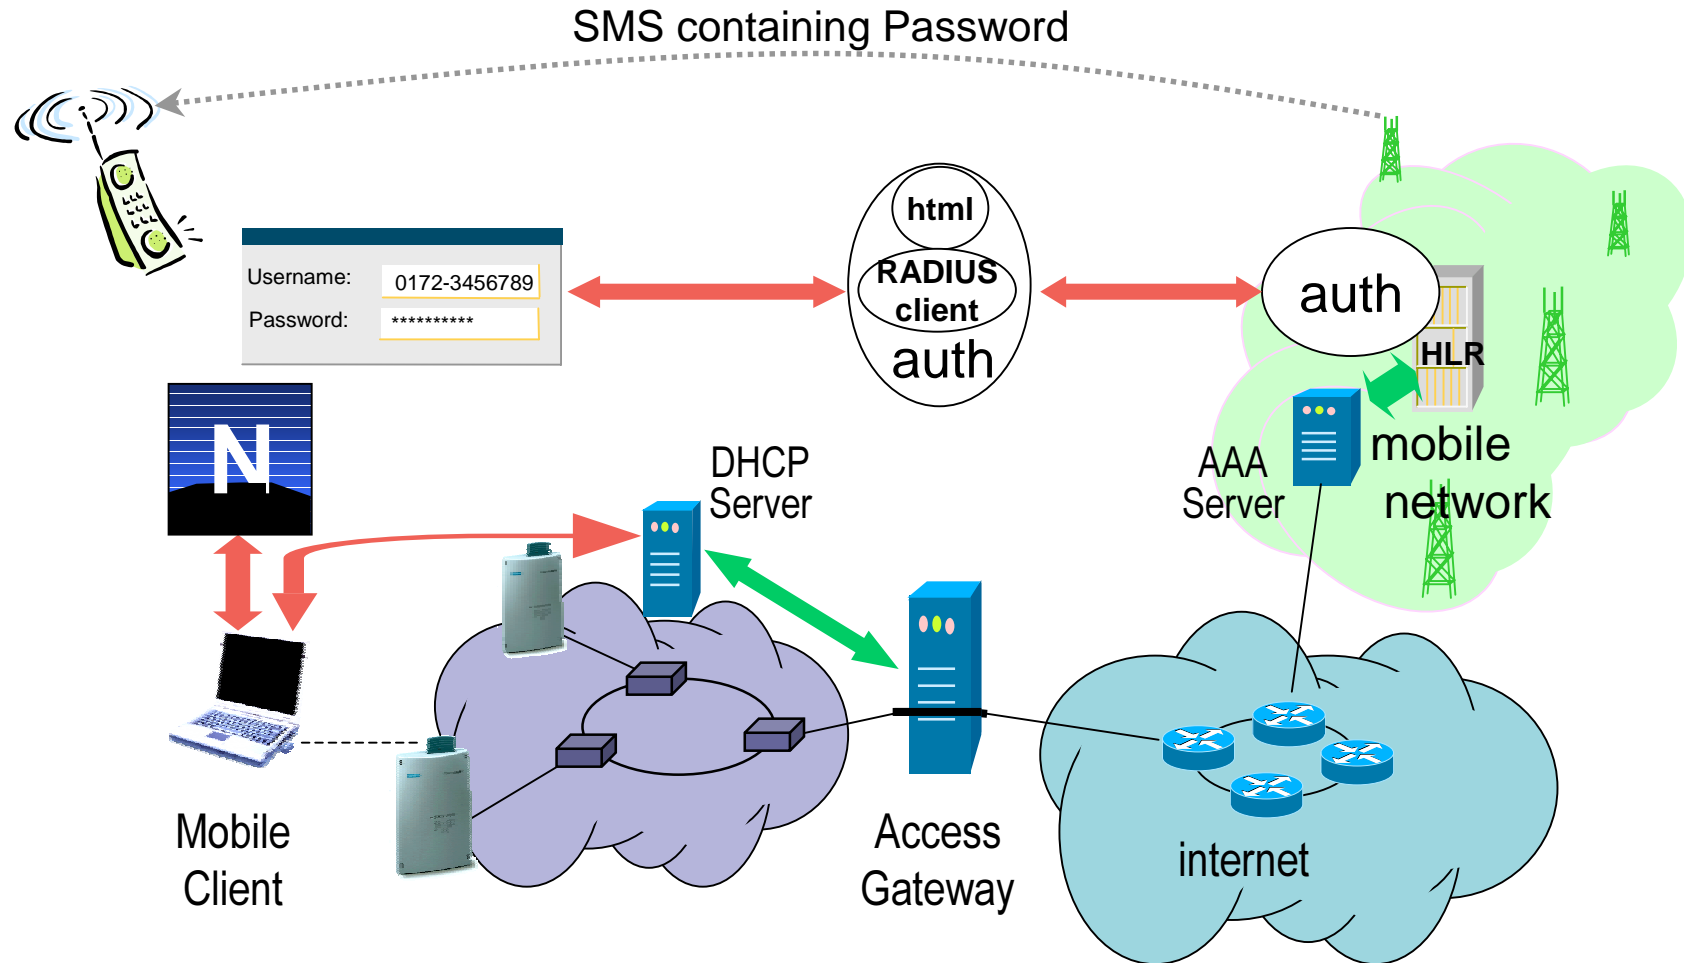 SMS containing Password
html
RADIUS
client
auth
auth
HLR
Username:
0172-3456789
Password:
**********
N
DHCP
Server
AAA
Server
mobile
network
Mobile
Client
Access
Gateway
internet